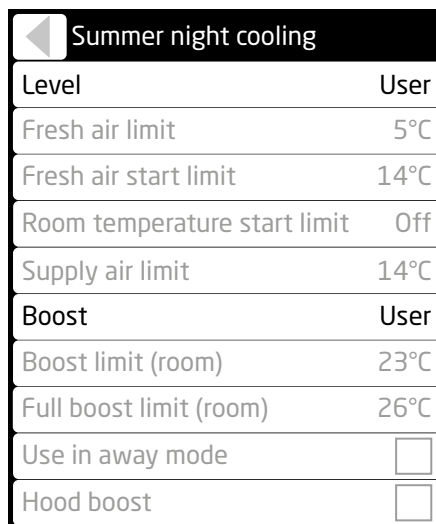 Summer night cooling
Level User
Fresh air limit 5°C
Fresh air start limit 14°C
Room temperature start limit Off
Supply air limit 14°C
Boost User
Boost limit (room) 23°C
Full boost limit (room) 26°C
Use in away mode
Hood boost